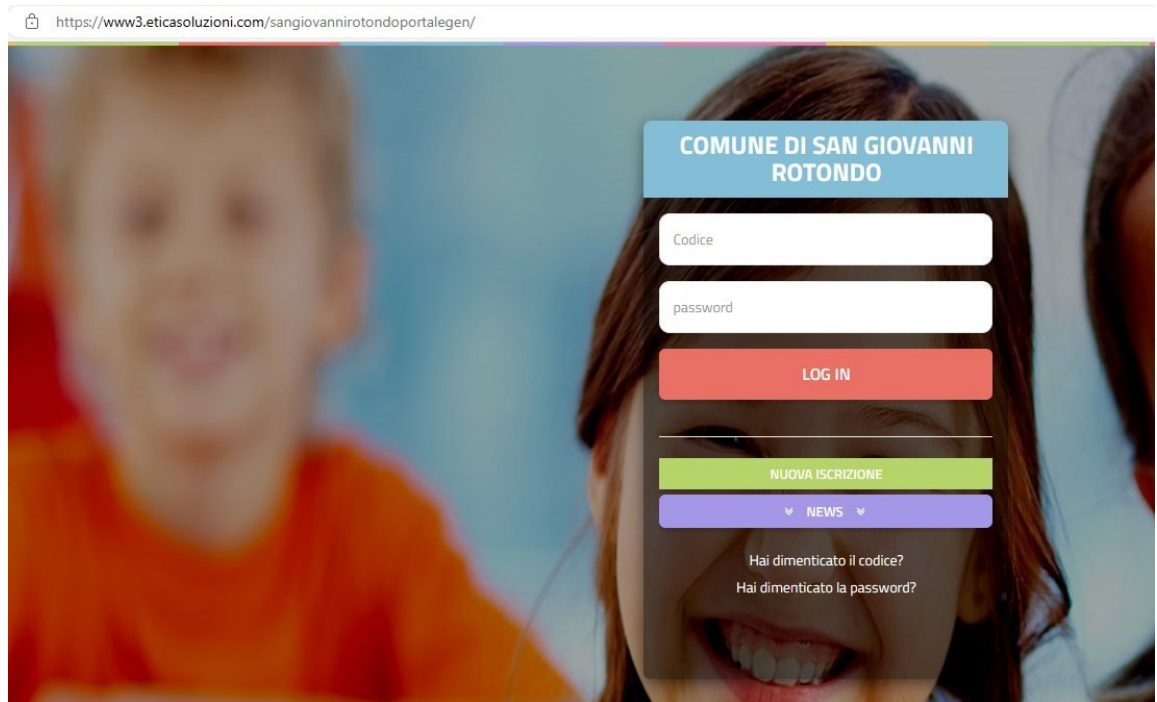 https://www3.eticasoluzioni.com/sangiovannirotondoportalegen/
COMUNE DI SAN GIOVANNI
ROTONDO
Codice
password
LOG IN
NUOVA ISCRIZIONE
NEWS
Hai dimenticato il codice?
Hai dimenticato la password?